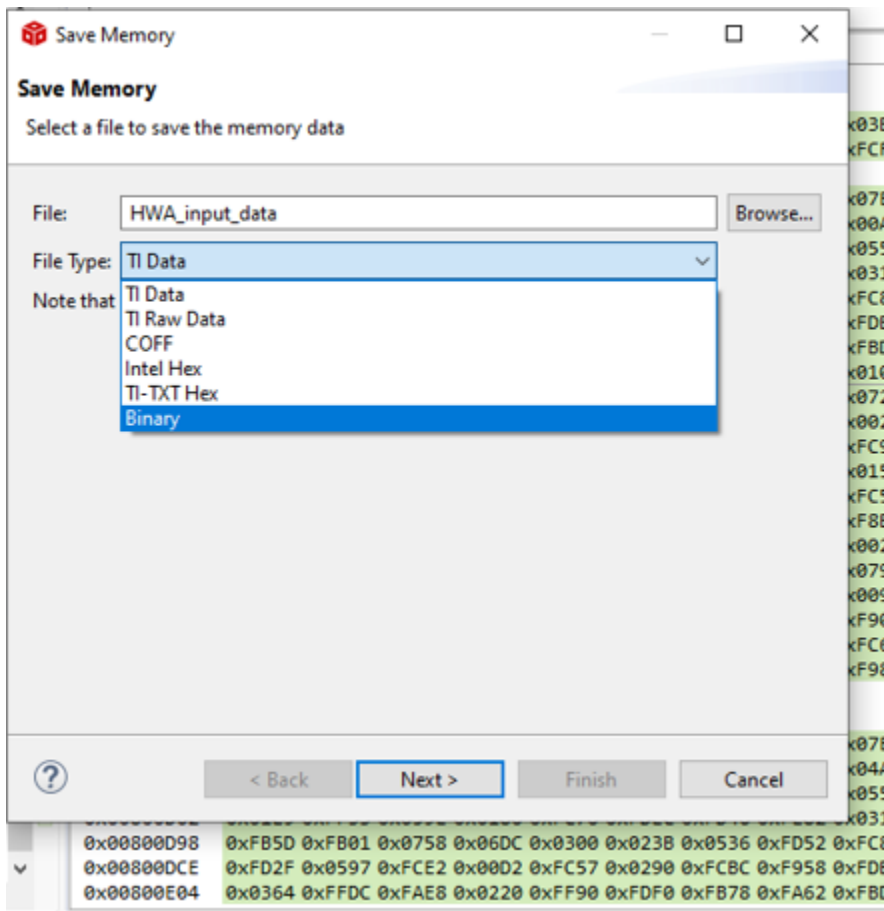 Save Memory
Save Memory
Select a file to save the memory data
File: HWA_input_data Browse...
File Type: TI Data
Note that
TI Data
TI Raw Data
COFF
Intel Hex
TI-TXT Hex
Binary
< Back Next > Finish Cancel
0x00800D98 0xFB5D 0xFB01 0x0758 0x06DC 0x0300 0x023B 0x0536 0xFD52
0x00800DCE 0xFD2F 0x0597 0xFCE2 0x00D2 0xFC57 0x0290 0xFCBC 0xF958
0x00800E04 0x0364 0xFFDC 0xFAE8 0x0220 0xFF90 0xFDF0 0xFB78 0xFA62